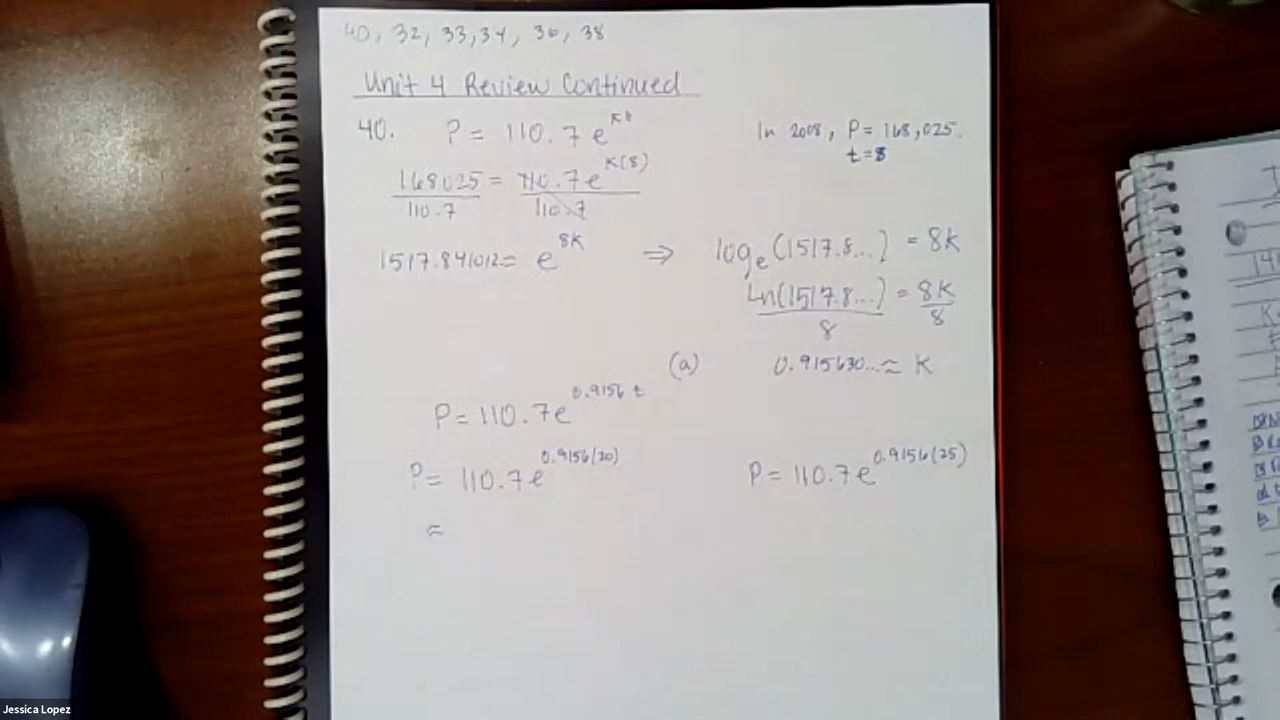 40, 32, 33, 34, 36, 38
Unit 4 Review Continued
40. P = 110.7 e^{kt}
In 2008, P = 168,025.
t = 8
168025/110.7 = 110.7e^{k(8)}/110.7
1517.841012 = e^{8k} ⇒ log_e(1517.8...) = 8k
Ln(1517.8...)/8 = 8k/8
(a) 0.915630... ≈ k
P = 110.7e^{0.9156t}
P = 110.7e^{0.9156(20)}
P = 110.7e^{0.9156(25)}
≈
Jessica Lopez